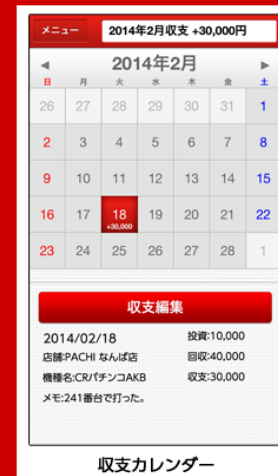 メニュー 2014年2月収支 +30,000円
◀ 2014年2月 ▶
日 月 火 水 木 金 土
26 27 28 29 30 31 1
2 3 4 5 6 7 8
9 10 11 12 13 14 15
16 17 18 19 20 21 22
+30,000
23 24 25 26 27 28 1
収支編集
2014/02/18 投資:10,000
店舗:PACHI なんば店 回収:40,000
機種名:CRパチンコAKB 収支:30,000
メモ:241番台で打った。
収支カレンダー